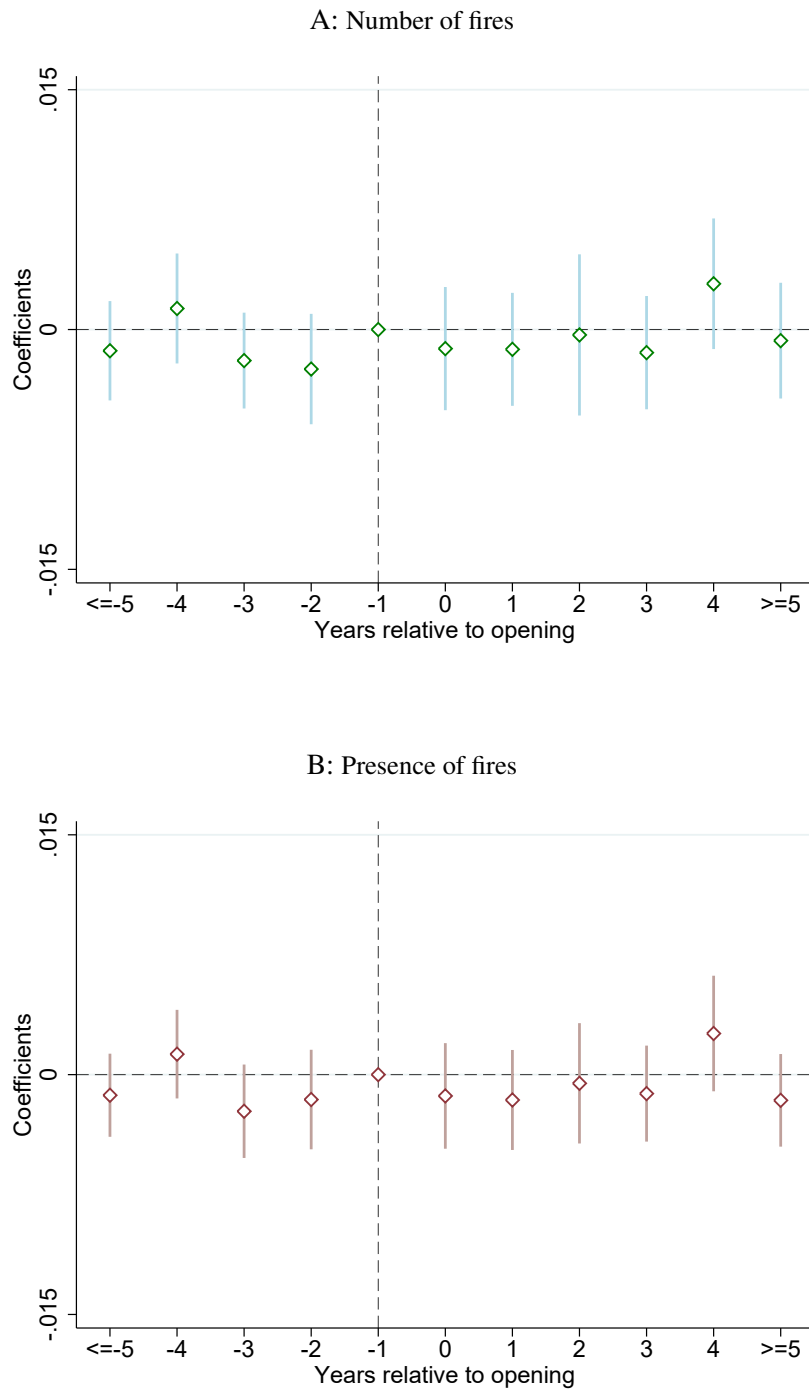 A: Number of fires
.015
0
-.015
Coefficients
<=-5 -4 -3 -2 -1 0 1 2 3 4 >=5
Years relative to opening
B: Presence of fires
.015
0
-.015
Coefficients
<=-5 -4 -3 -2 -1 0 1 2 3 4 >=5
Years relative to opening